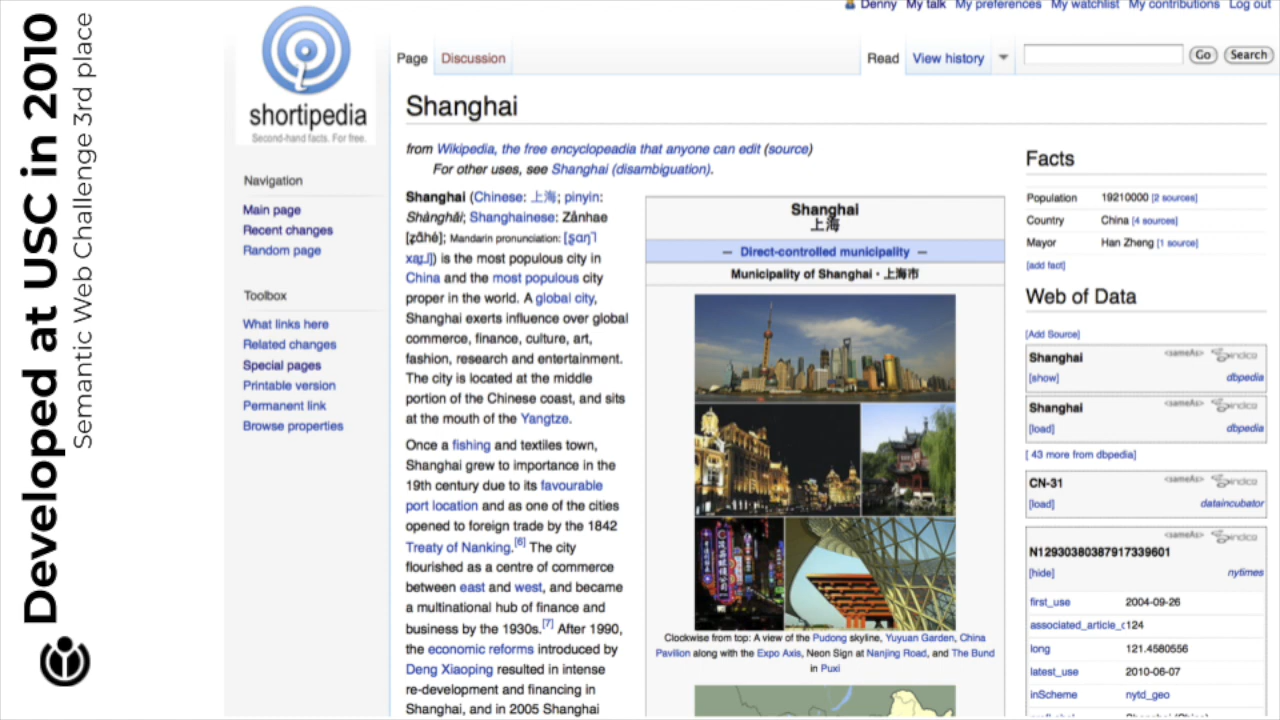 Developed at USC in 2010
Semantic Web Challenge 3rd place
shortipedia
Second-hand facts. For free.
Navigation
Main page
Recent changes
Random page
Toolbox
What links here
Related changes
Special pages
Printable version
Permanent link
Browse properties
Denny My talk My preferences My watchlist My contributions Log out
Page Discussion Read View history Go Search
Shanghai
from Wikipedia, the free encyclopeadia that anyone can edit (source)
For other uses, see Shanghai (disambiguation).
Shanghai (Chinese: 上海; pinyin:
Shànghǎi; Shanghainese: Zånhae
[z̥ɑ̃hé]; Mandarin pronunciation: [ʂɑŋ˥˩
xaɪ̯˩]) is the most populous city in
China and the most populous city
proper in the world. A global city,
Shanghai exerts influence over global
commerce, finance, culture, art,
fashion, research and entertainment.
The city is located at the middle
portion of the Chinese coast, and sits
at the mouth of the Yangtze.
Once a fishing and textiles town,
Shanghai grew to importance in the
19th century due to its favourable
port location and as one of the cities
opened to foreign trade by the 1842
Treaty of Nanking.[6] The city
flourished as a centre of commerce
between east and west, and became
a multinational hub of finance and
business by the 1930s.[7] After 1990,
the economic reforms introduced by
Deng Xiaoping resulted in intense
re-development and financing in
Shanghai, and in 2005 Shanghai
Shanghai
上海
— Direct-controlled municipality —
Municipality of Shanghai · 上海市
Clockwise from top: A view of the Pudong skyline, Yuyuan Garden, China
Pavilion along with the Expo Axis, Neon Sign at Nanjing Road, and The Bund
in Puxi
Facts
Population 19210000 [2 sources]
Country China [4 sources]
Mayor Han Zheng [1 source]
[add fact]
Web of Data
[Add Source]
<sameAs> Sindice
Shanghai
[show] dbpedia
<sameAs> Sindice
Shanghai
[load] dbpedia
[ 43 more from dbpedia]
<sameAs> Sindice
CN-31
[load] dataincubator
<sameAs> Sindice
N12930380387917339601
[hide] nytimes
first_use 2004-09-26
associated_article_c 124
long 121.4580556
latest_use 2010-06-07
inScheme nytd_geo